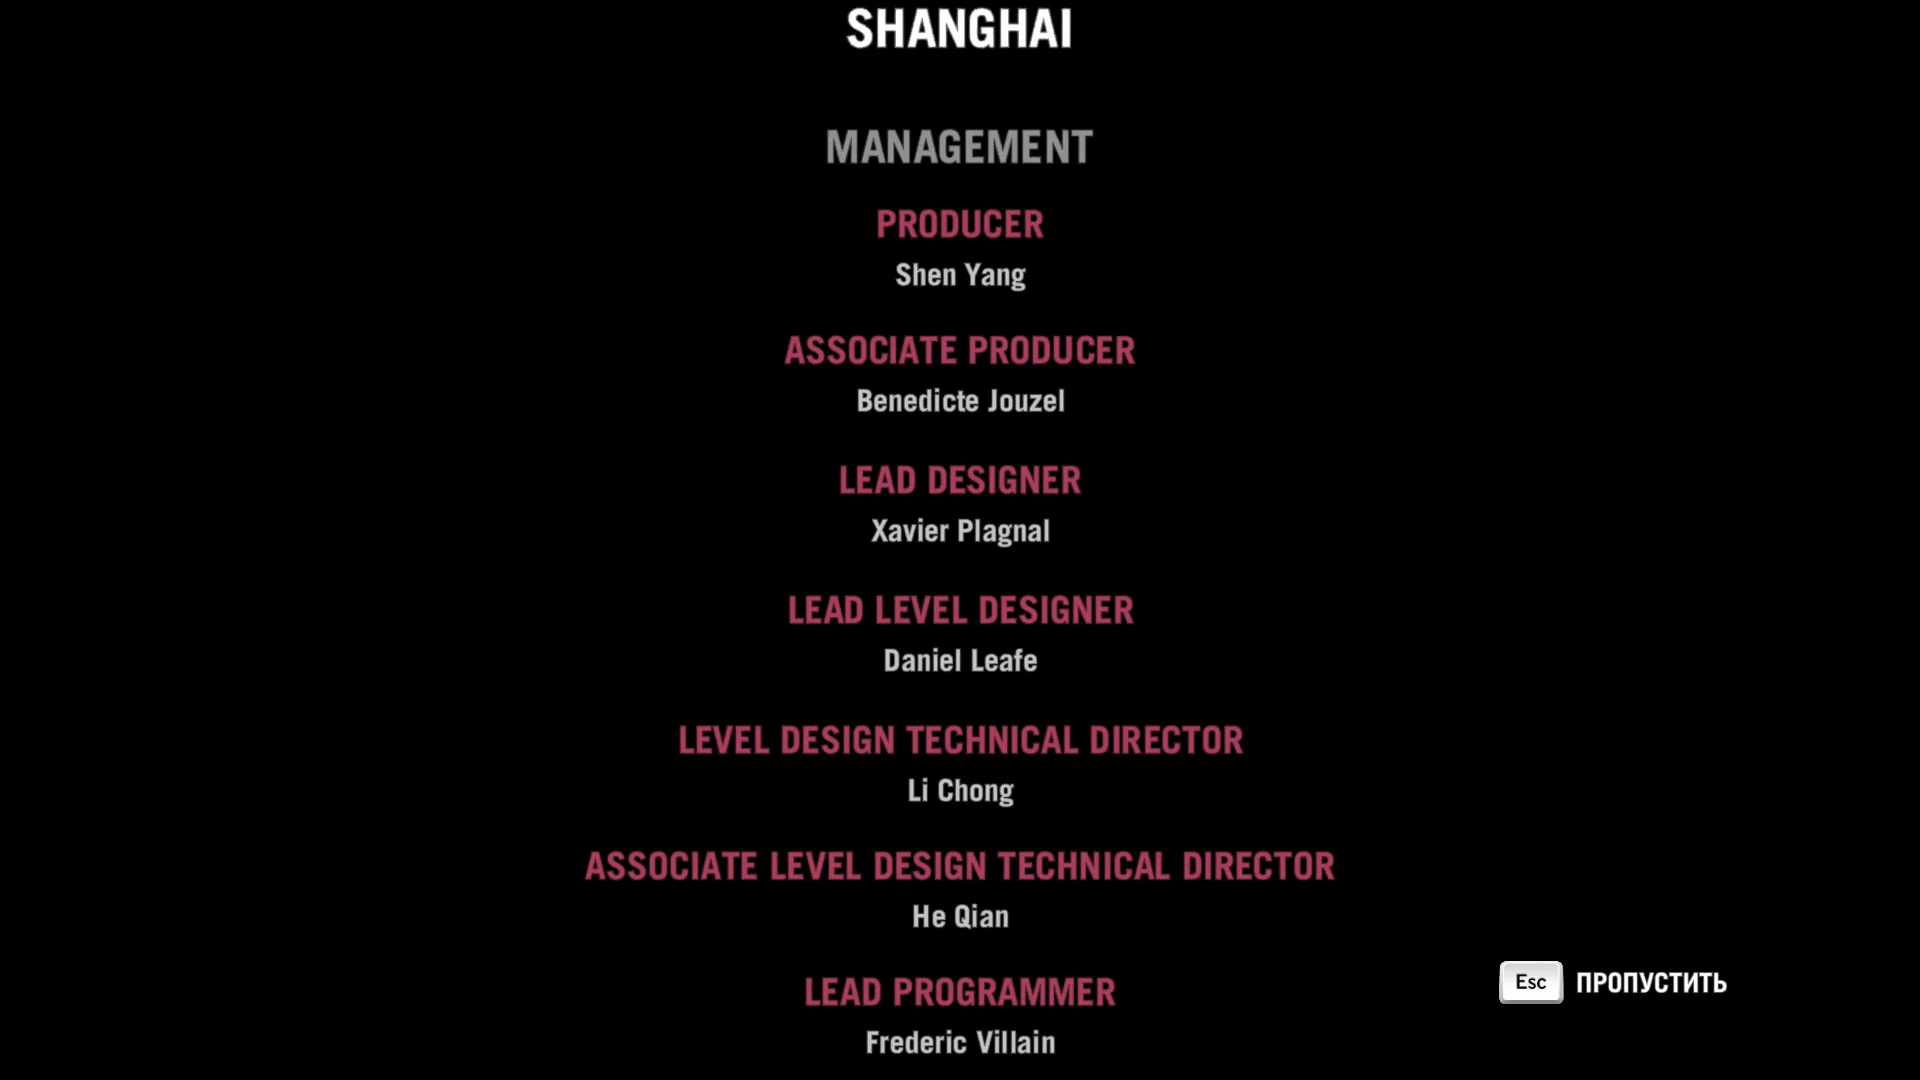 SHANGHAI
MANAGEMENT
PRODUCER
Shen Yang
ASSOCIATE PRODUCER
Benedicte Jouzel
LEAD DESIGNER
Xavier Plagnal
LEAD LEVEL DESIGNER
Daniel Leafe
LEVEL DESIGN TECHNICAL DIRECTOR
Li Chong
ASSOCIATE LEVEL DESIGN TECHNICAL DIRECTOR
He Qian
Esc ПРОПУСТИТЬ
LEAD PROGRAMMER
Frederic Villain